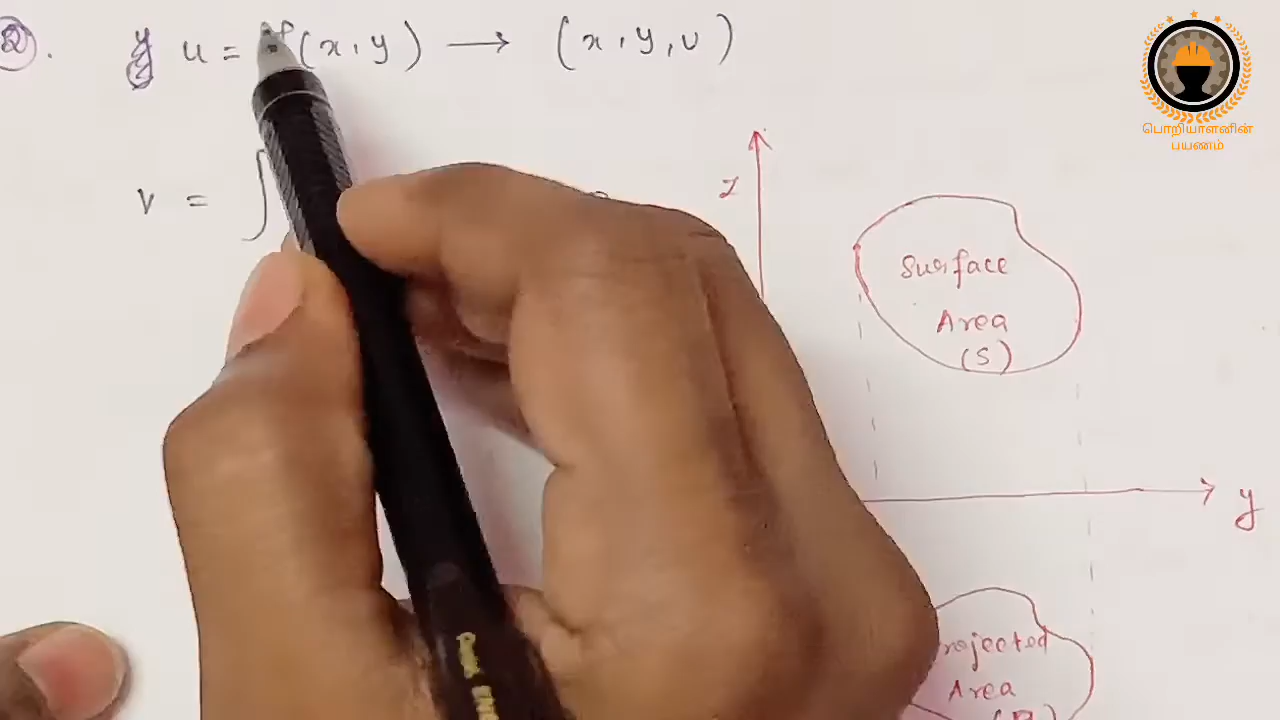 2. y u = f(x, y) ⟶ (x, y, u)
v = ∫
z
Surface
Area
(S)
y
rojected
Area
(R)
பொறியாளனின்
பயணம்